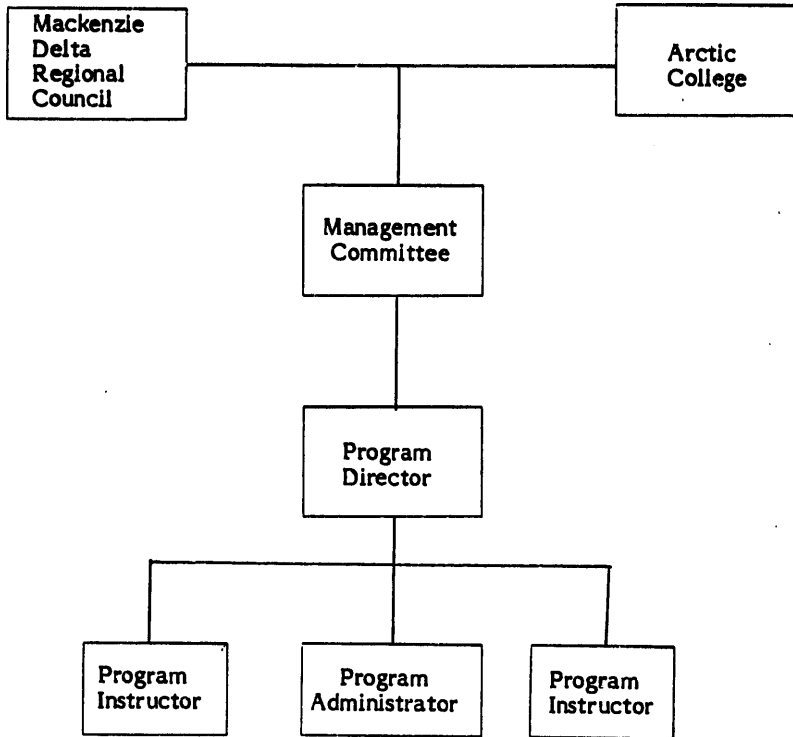 Mackenzie
Delta
Regional
Council
Arctic
College
Management
Committee
Program
Director
Program
Instructor
Program
Administrator
Program
Instructor